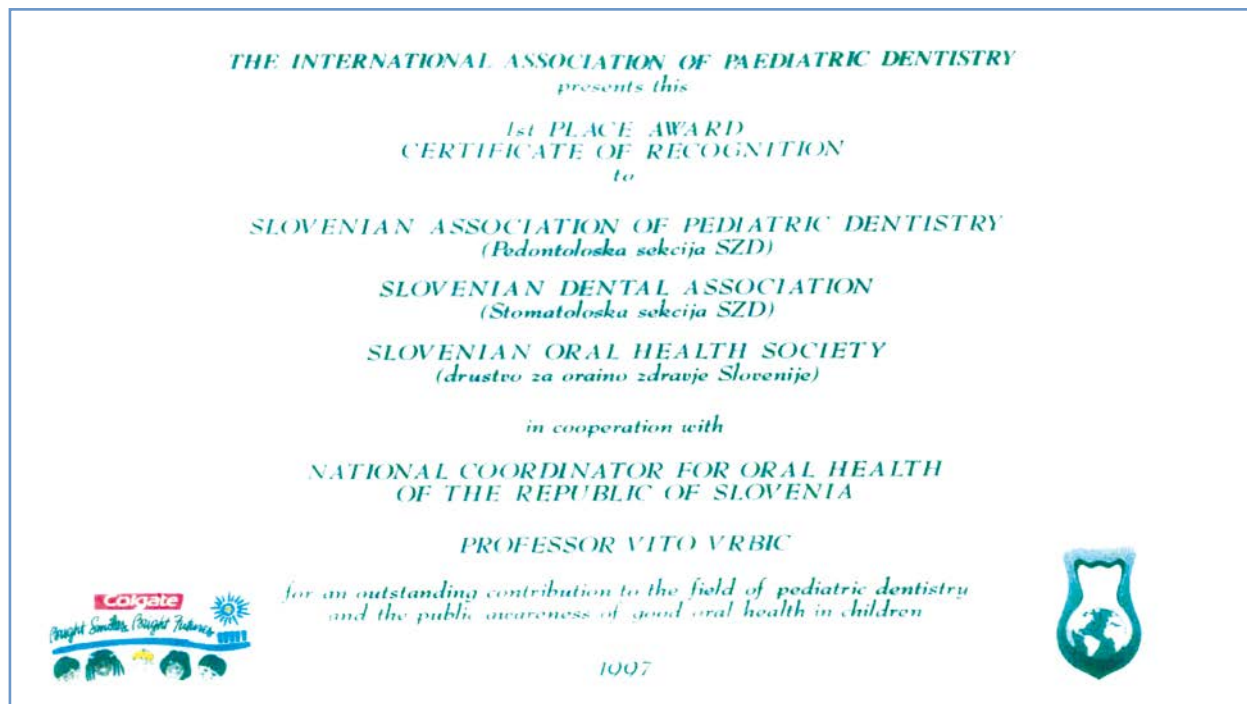 THE INTERNATIONAL ASSOCIATION OF PAEDIATRIC DENTISTRY
presents this
1st PLACE AWARD
CERTIFICATE OF RECOGNITION
to
SLOVENIAN ASSOCIATION OF PEDIATRIC DENTISTRY
(Pedontoloska sekcija SZD)
SLOVENIAN DENTAL ASSOCIATION
(Stomatoloska sekcija SZD)
SLOVENIAN ORAL HEALTH SOCIETY
(drustvo za oraino zdravje Slovenije)
in cooperation with
NATIONAL COORDINATOR FOR ORAL HEALTH
OF THE REPUBLIC OF SLOVENIA
PROFESSOR VITO VRBIC
for an outstanding contribution to the field of pediatric dentistry
and the public awareness of good oral health in children
Colgate
Bright Smiles, Bright Futures
1997